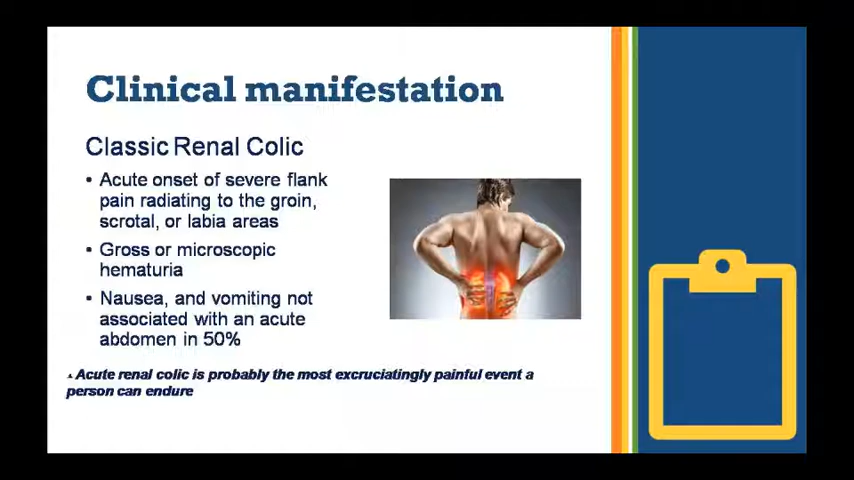 Clinical manifestation
Classic Renal Colic
▪ Acute onset of severe flank
pain radiating to the groin,
scrotal, or labia areas
▪ Gross or microscopic
hematuria
▪ Nausea, and vomiting not
associated with an acute
abdomen in 50%
▲ Acute renal colic is probably the most excruciatingly painful event a
person can endure